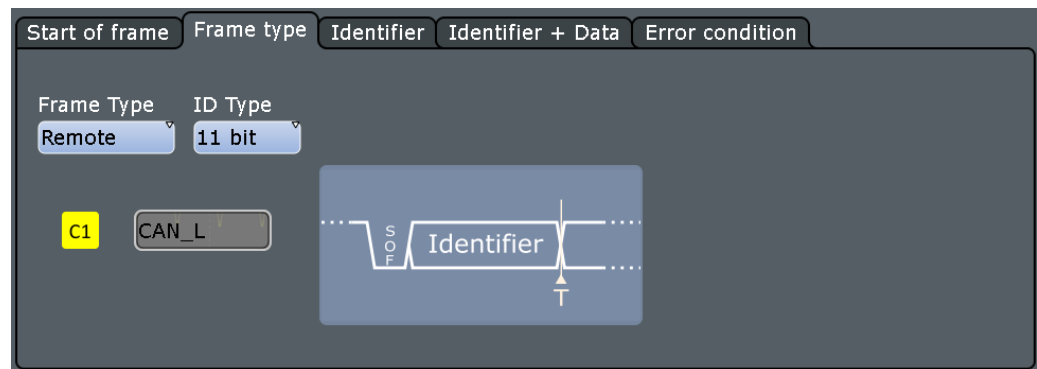 Start of frame Frame type Identifier Identifier + Data Error condition
Frame Type ID Type
Remote 11 bit
C1 CAN_L
SOF Identifier
T